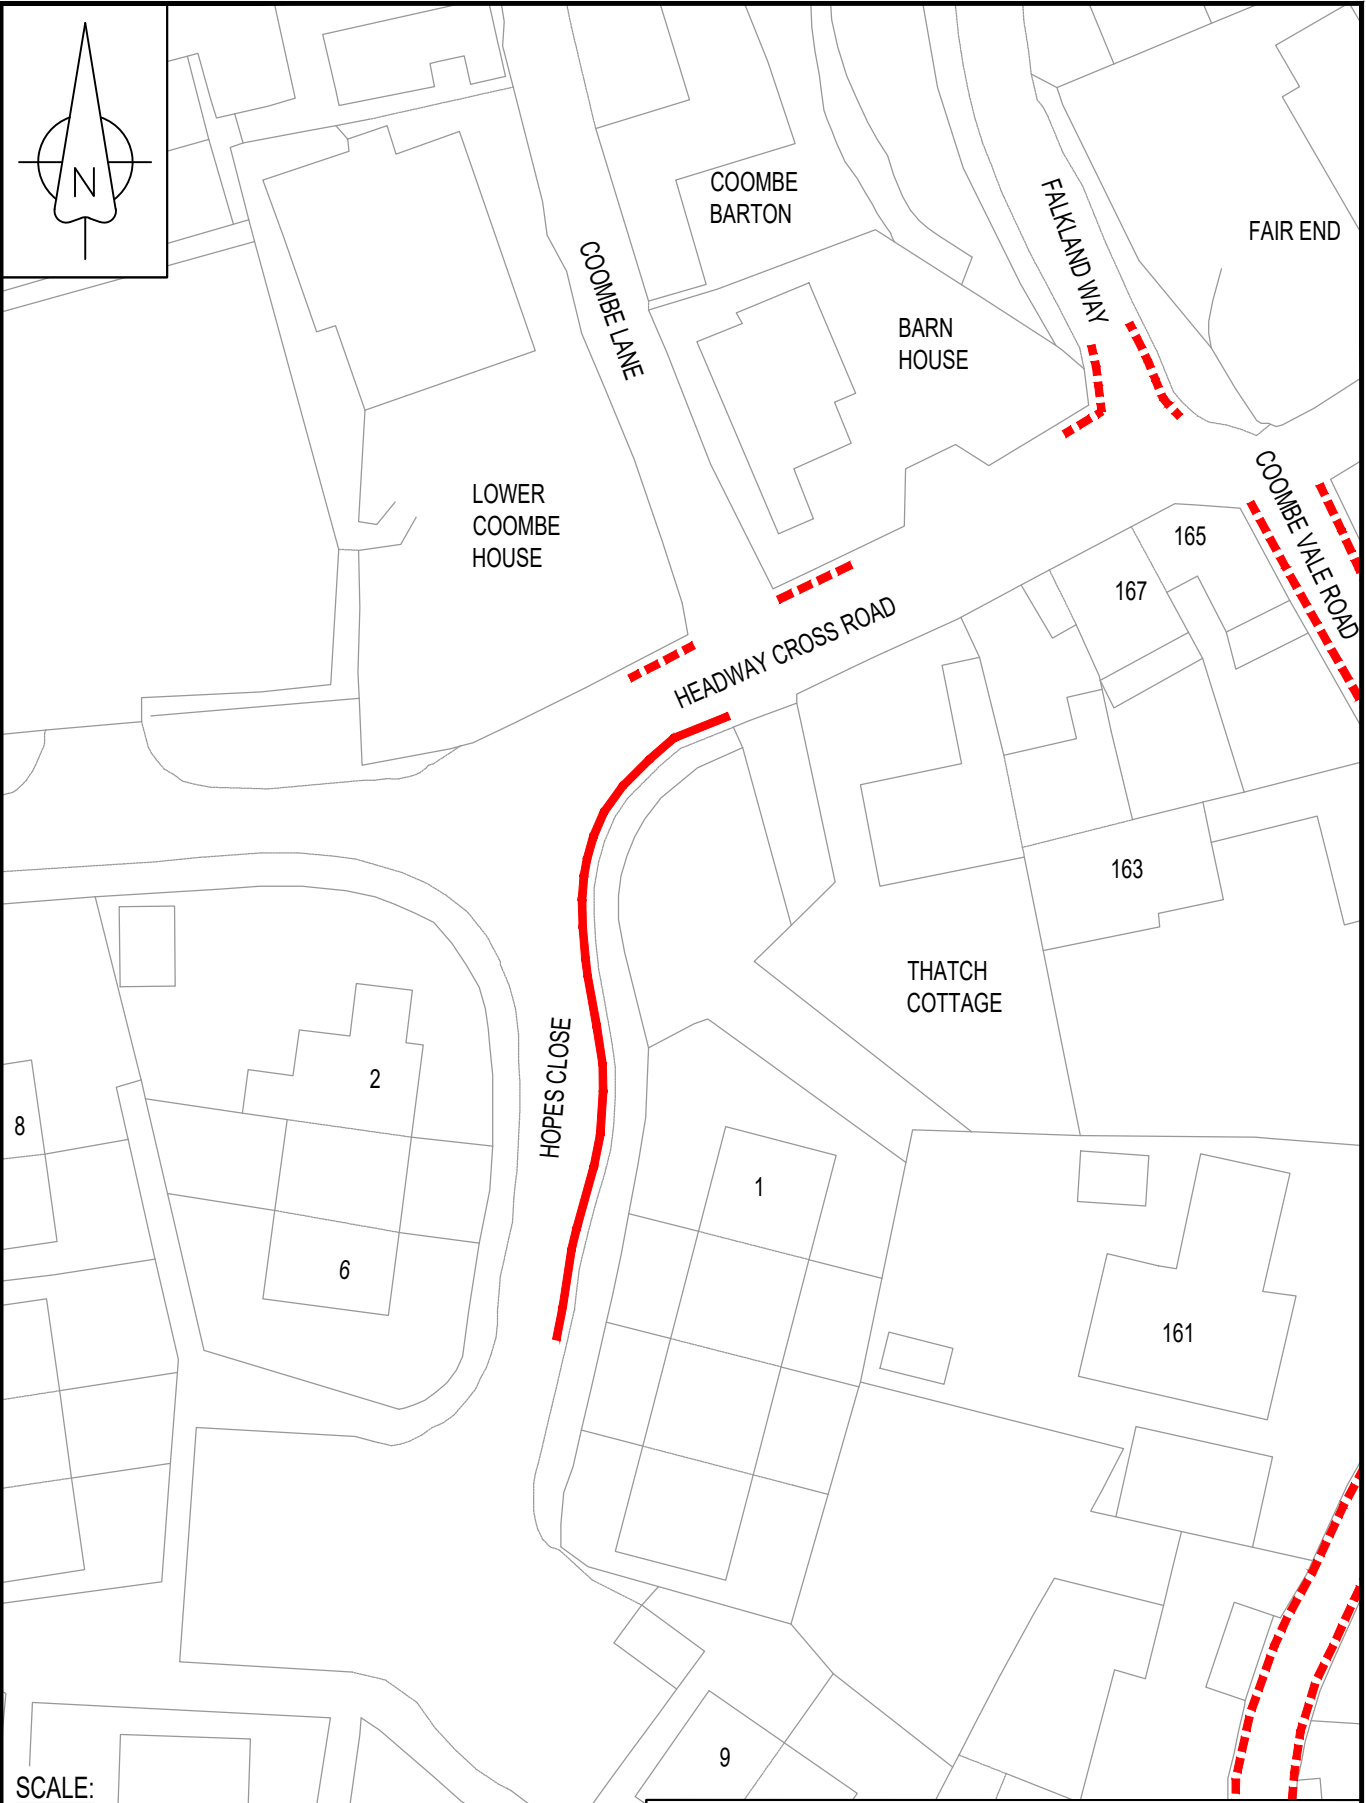 N
COOMBE
BARTON
FALKLAND WAY
FAIR END
COOMBE LANE
BARN
HOUSE
LOWER
COOMBE
HOUSE
COOMBE VALE ROAD
165
167
HEADWAY CROSS ROAD
163
THATCH
COTTAGE
HOPES CLOSE
2
8
1
6
161
9
SCALE: